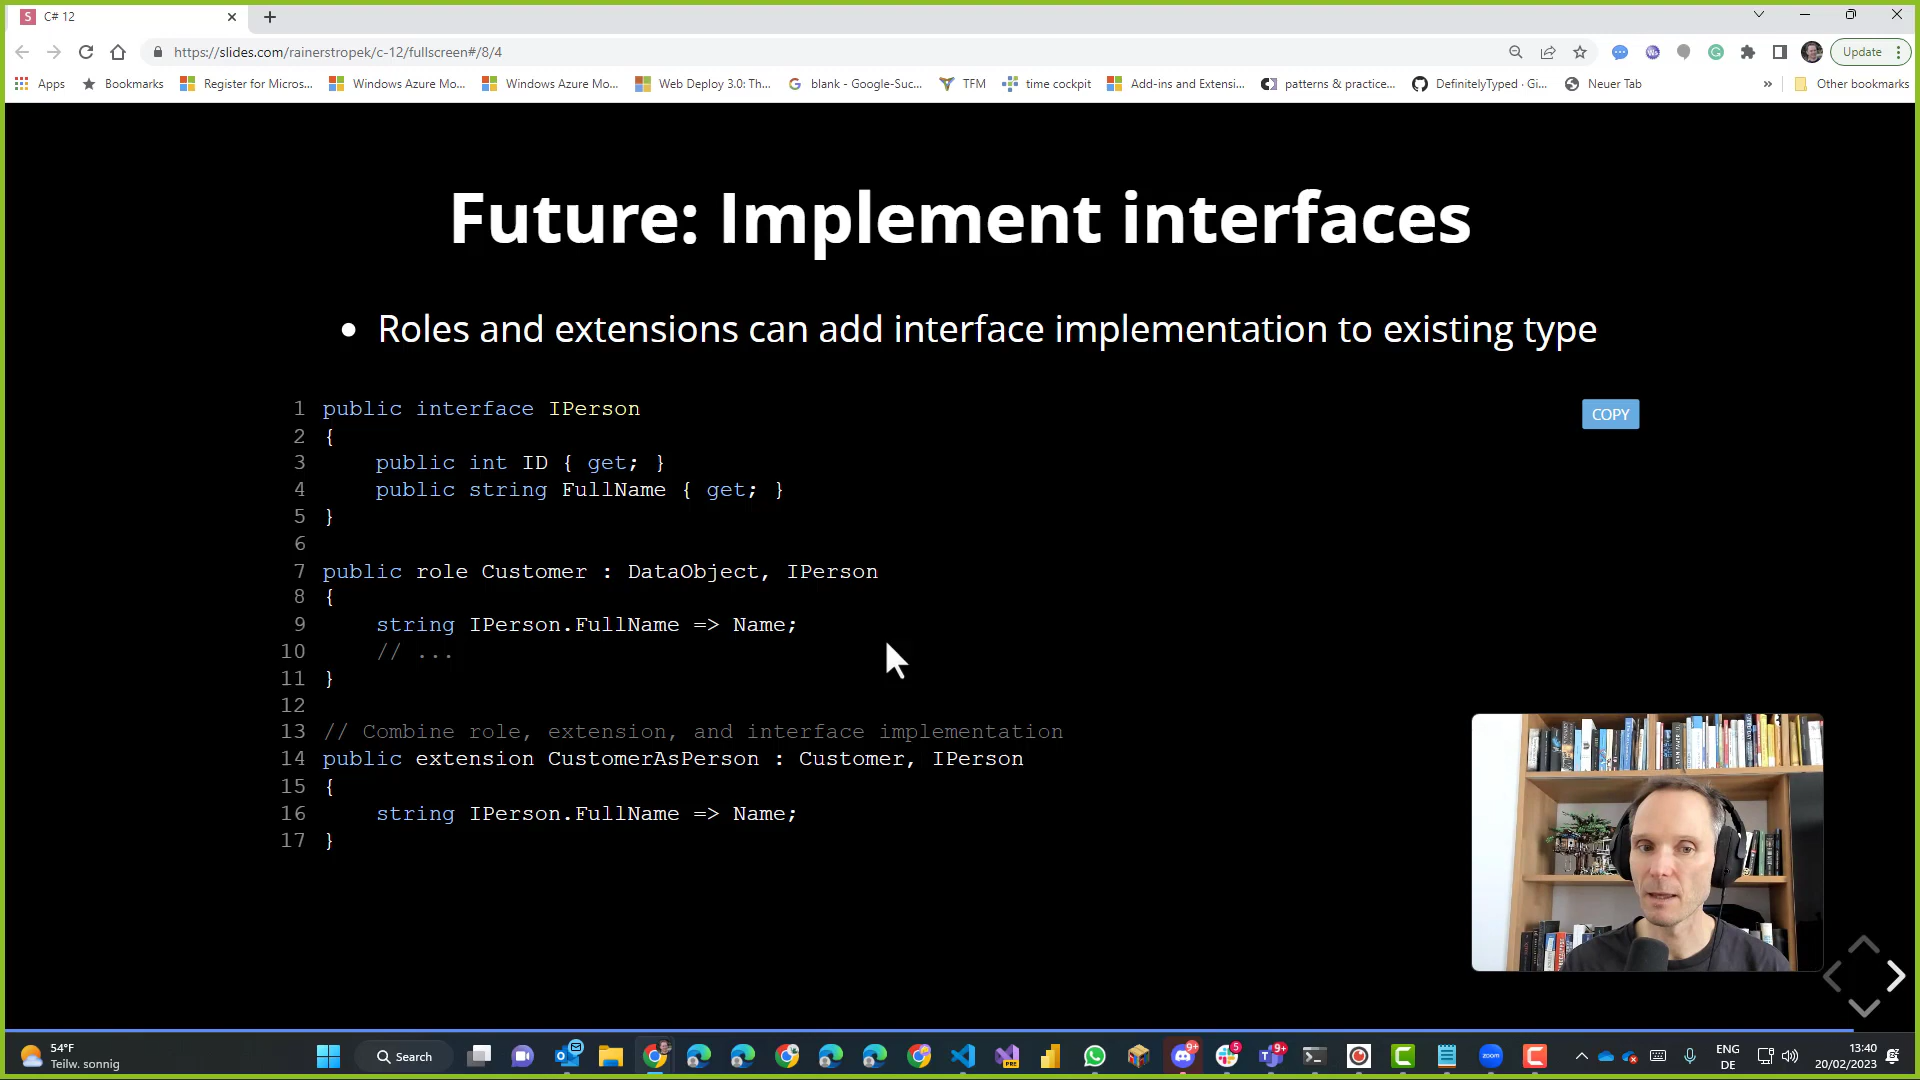 C# 12
https://slides.com/rainerstropek/c-12/fullscreen#/8/4
Update
Apps
Bookmarks
Register for Micros...
Windows Azure Mo...
Windows Azure Mo...
Web Deploy 3.0: Th...
blank - Google-Suc...
TFM
time cockpit
Add-ins and Extensi...
patterns & practice...
DefinitelyTyped · Gi...
Neuer Tab
»
Other bookmarks
Future: Implement interfaces
• Roles and extensions can add interface implementation to existing type
COPY
1 public interface IPerson
2 {
3     public int ID { get; }
4     public string FullName { get; }
5 }
6
7 public role Customer : DataObject, IPerson
8 {
9     string IPerson.FullName => Name;
10     // ...
11 }
12
13 // Combine role, extension, and interface implementation
14 public extension CustomerAsPerson : Customer, IPerson
15 {
16     string IPerson.FullName => Name;
17 }
54°F
Teilw. sonnig
Search
PRE
9+
5
9+
zoom
ENG
DE
13:40
20/02/2023